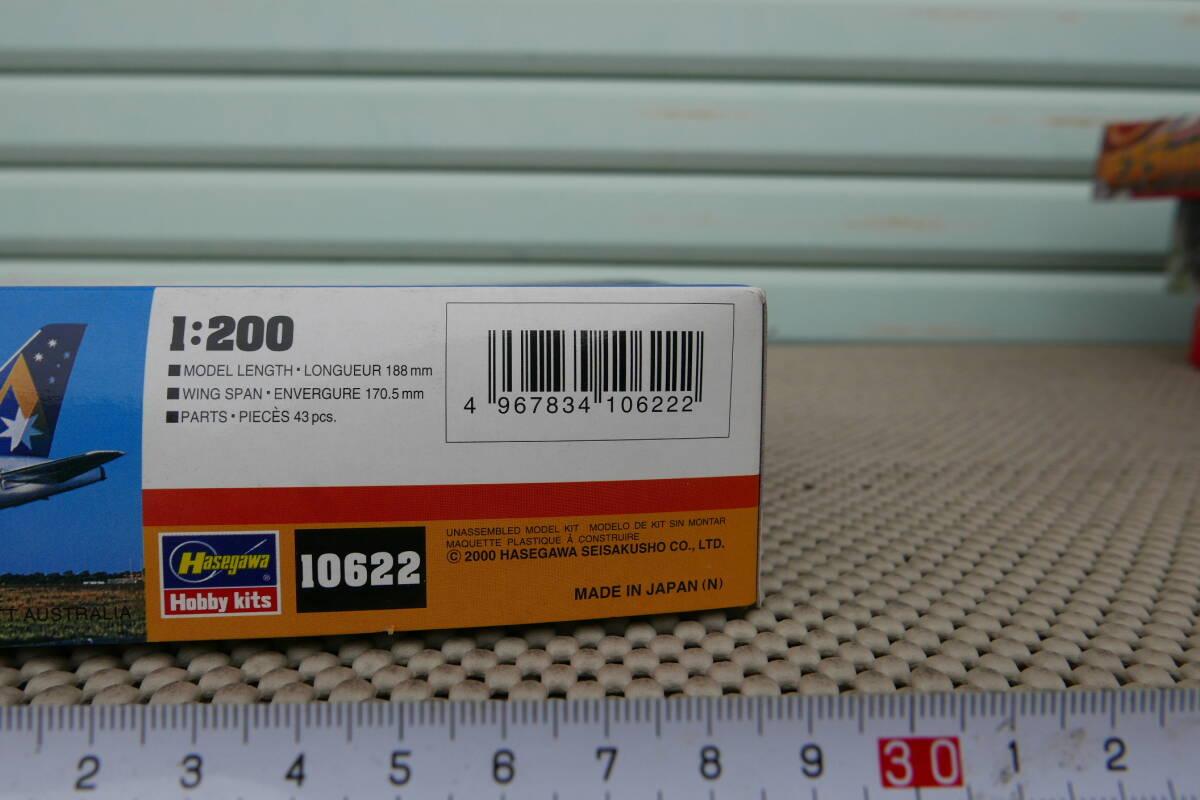 1:200
■MODEL LENGTH・LONGUEUR 188 mm
■WING SPAN・ENVERGURE 170.5 mm
■PARTS・PIECÈS 43 pcs.
4 967834 106222
Hasegawa®
Hobby kits
10622
UNASSEMBLED MODEL KIT MODELO DE KIT SIN MONTAR
MAQUETTE PLASTIQUE À CONSTRUIRE
© 2000 HASEGAWA SEISAKUSHO CO., LTD.
MADE IN JAPAN (N)
T AUSTRALIA
2 3 4 5 6 7 8 9 30 1 2